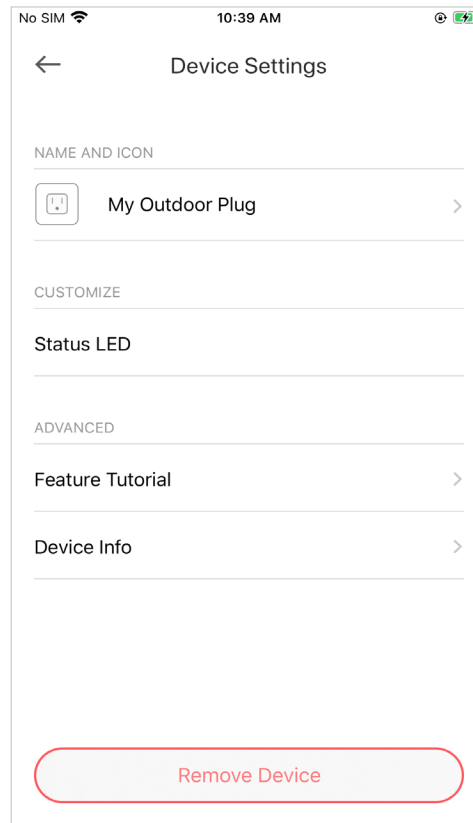 No SIM 10:39 AM
Device Settings
NAME AND ICON
My Outdoor Plug
CUSTOMIZE
Status LED
ADVANCED
Feature Tutorial
Device Info
Remove Device